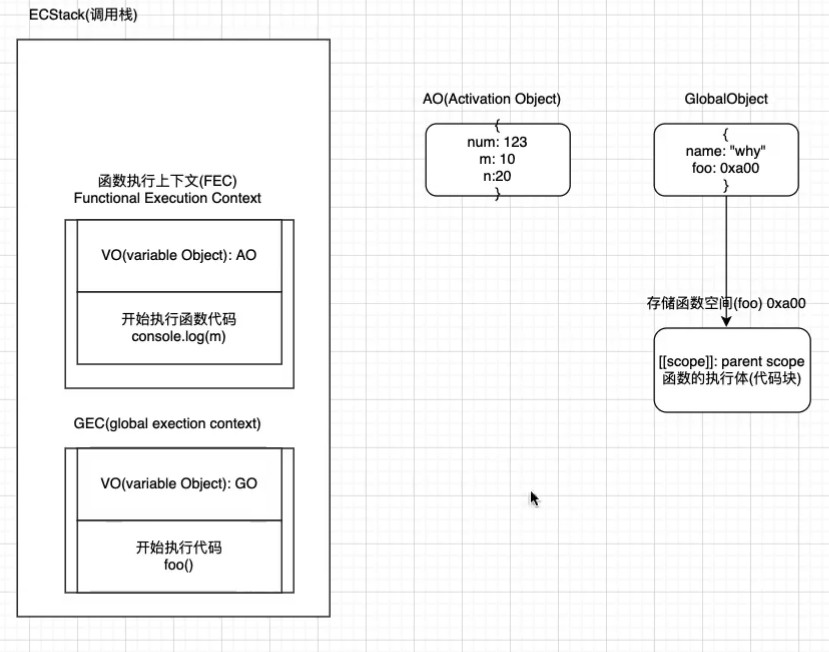 ECStack(调用栈)
函数执行上下文(FEC)
Functional Execution Context
VO(variable Object): AO
开始执行函数代码
console.log(m)
GEC(global exection context)
VO(variable Object): GO
开始执行代码
foo()
AO(Activation Object)
{
num: 123
m: 10
n:20
}
GlobalObject
{
name: "why"
foo: 0xa00
}
存储函数空间(foo) 0xa00
[[scope]]: parent scope
函数的执行体(代码块)